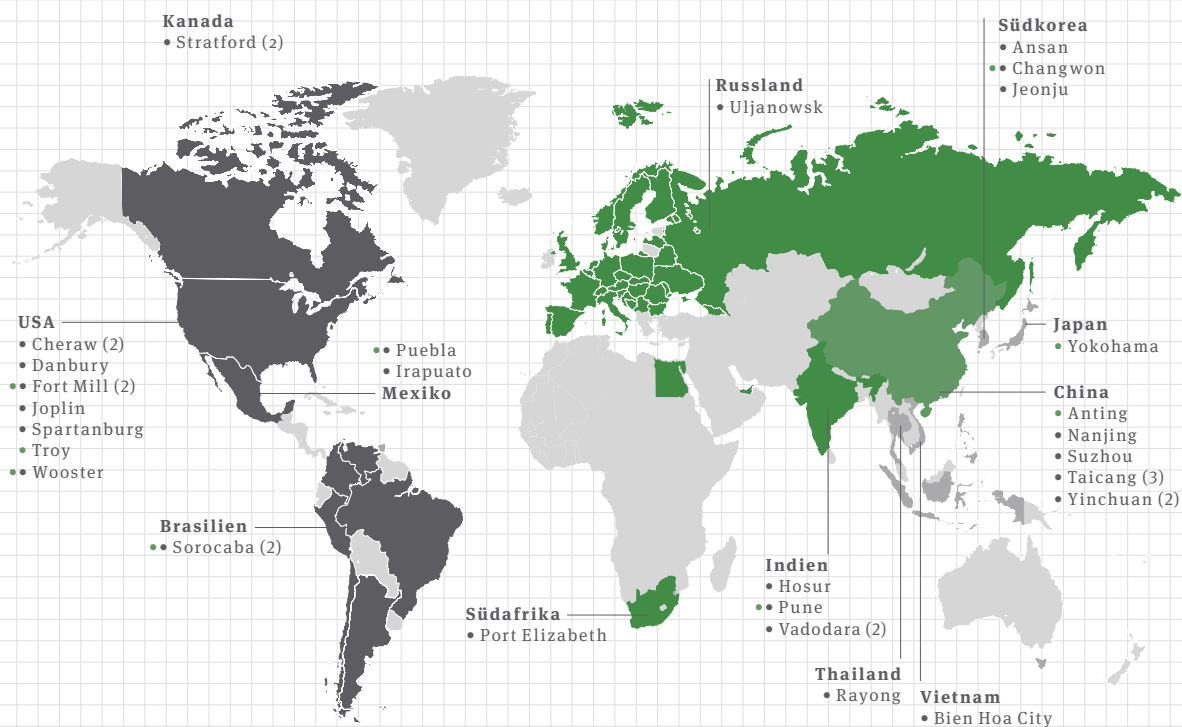 Kanada
• Stratford (2)
Südkorea
• Ansan
•• Changwon
• Jeonju
Russland
• Uljanowsk
USA
• Cheraw (2)
• Danbury
•• Fort Mill (2)
• Joplin
• Spartanburg
• Troy
•• Wooster
•• Puebla
• Irapuato
Mexiko
Japan
• Yokohama
China
• Anting
• Nanjing
• Suzhou
• Taicang (3)
• Yinchuan (2)
Brasilien
•• Sorocaba (2)
Südafrika
• Port Elizabeth
Indien
• Hosur
•• Pune
• Vadodara (2)
Thailand
• Rayong
Vietnam
• Bien Hoa City